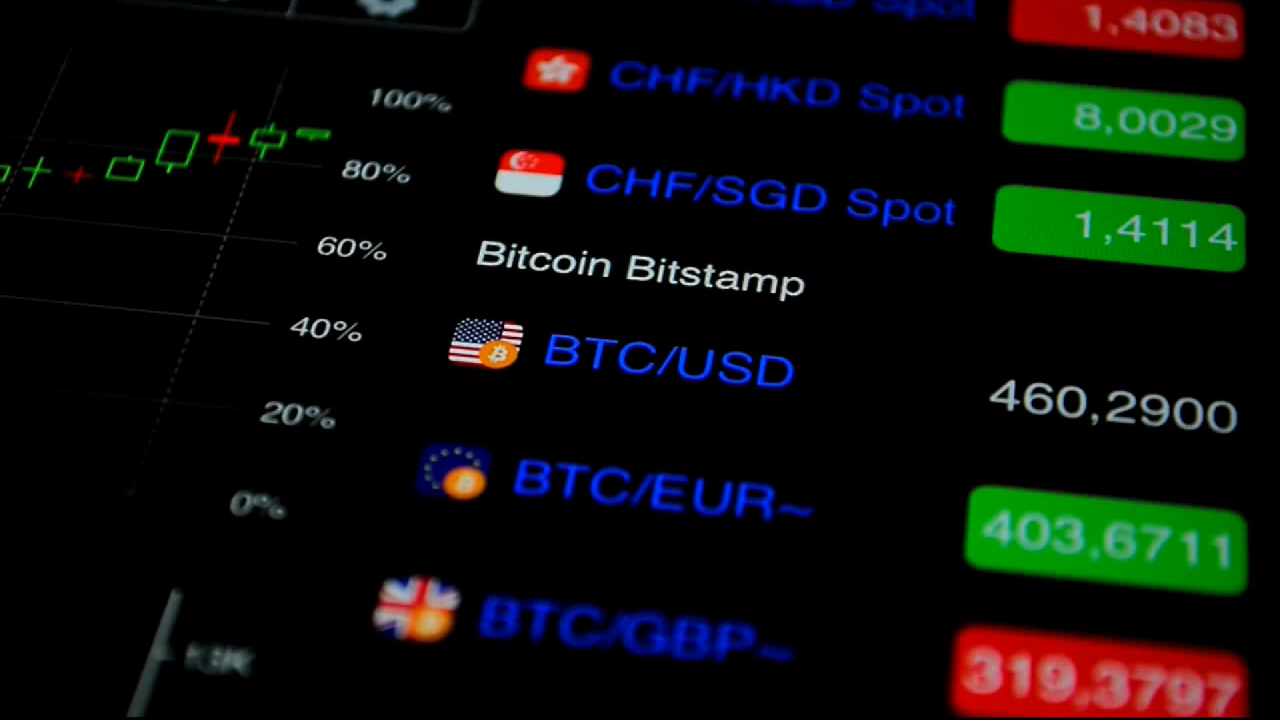 Spot
1,4083
CHF/HKD Spot
8,0029
CHF/SGD Spot
1,4114
Bitcoin Bitstamp
BTC/USD
460,2900
BTC/EUR~
403,6711
BTC/GBP~
319,3797
100%
80%
60%
40%
20%
0%